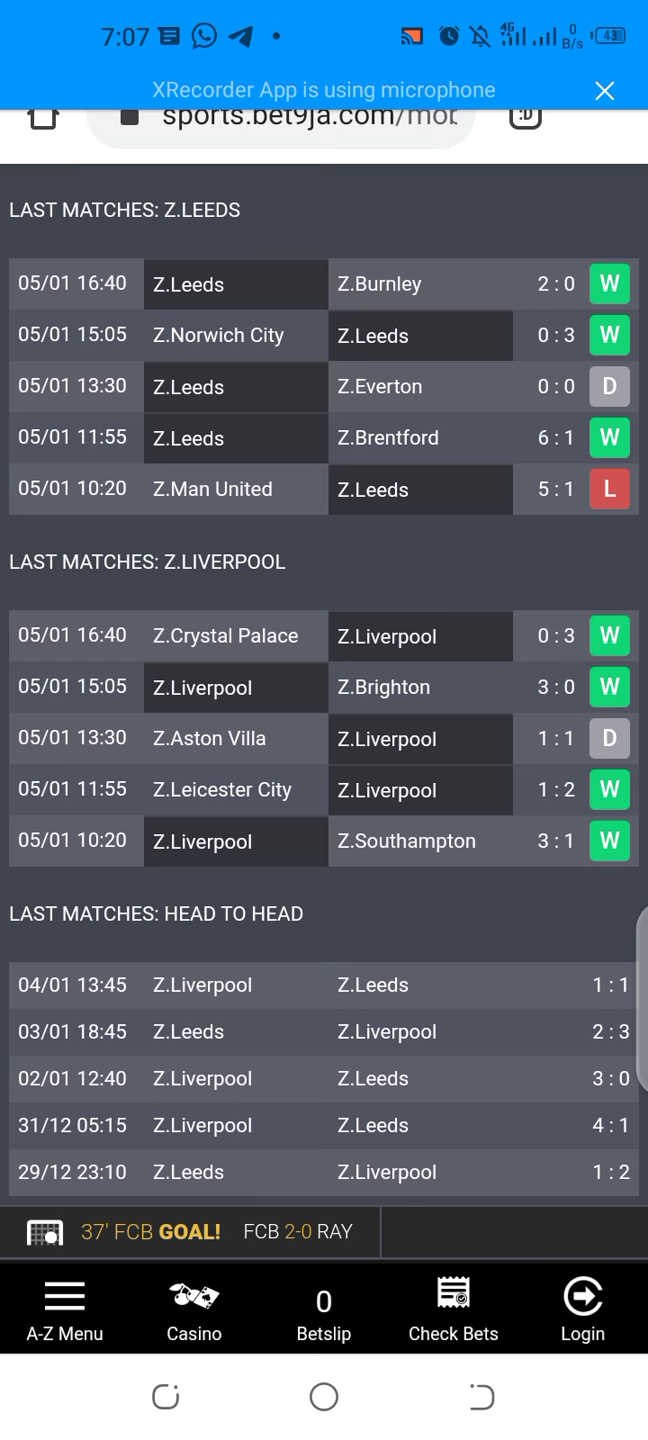 7:07 4G 0 B/s 43
XRecorder App is using microphone
sports.bet9ja.com/mob :D
LAST MATCHES: Z.LEEDS
05/01 16:40 Z.Leeds Z.Burnley 2 : 0 W
05/01 15:05 Z.Norwich City Z.Leeds 0 : 3 W
05/01 13:30 Z.Leeds Z.Everton 0 : 0 D
05/01 11:55 Z.Leeds Z.Brentford 6 : 1 W
05/01 10:20 Z.Man United Z.Leeds 5 : 1 L
LAST MATCHES: Z.LIVERPOOL
05/01 16:40 Z.Crystal Palace Z.Liverpool 0 : 3 W
05/01 15:05 Z.Liverpool Z.Brighton 3 : 0 W
05/01 13:30 Z.Aston Villa Z.Liverpool 1 : 1 D
05/01 11:55 Z.Leicester City Z.Liverpool 1 : 2 W
05/01 10:20 Z.Liverpool Z.Southampton 3 : 1 W
LAST MATCHES: HEAD TO HEAD
04/01 13:45 Z.Liverpool Z.Leeds 1 : 1
03/01 18:45 Z.Leeds Z.Liverpool 2 : 3
02/01 12:40 Z.Liverpool Z.Leeds 3 : 0
31/12 05:15 Z.Liverpool Z.Leeds 4 : 1
29/12 23:10 Z.Leeds Z.Liverpool 1 : 2
37' FCB GOAL! FCB 2-0 RAY
0
A-Z Menu Casino Betslip Check Bets Login